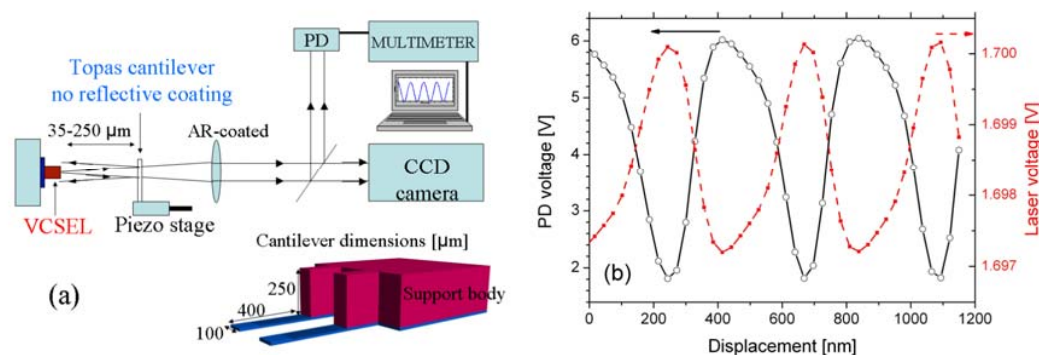 PD
MULTIMETER
Topas cantilever
no reflective coating
35-250 μm
AR-coated
CCD
camera
VCSEL
Piezo stage
Cantilever dimensions [μm]
(a)
250
400
100
Support body
PD voltage [V]
6
5
4
3
2
(b)
0
200
400
600
800
1000
1200
Displacement [nm]
1.700
1.699
1.698
1.697
Laser voltage [V]